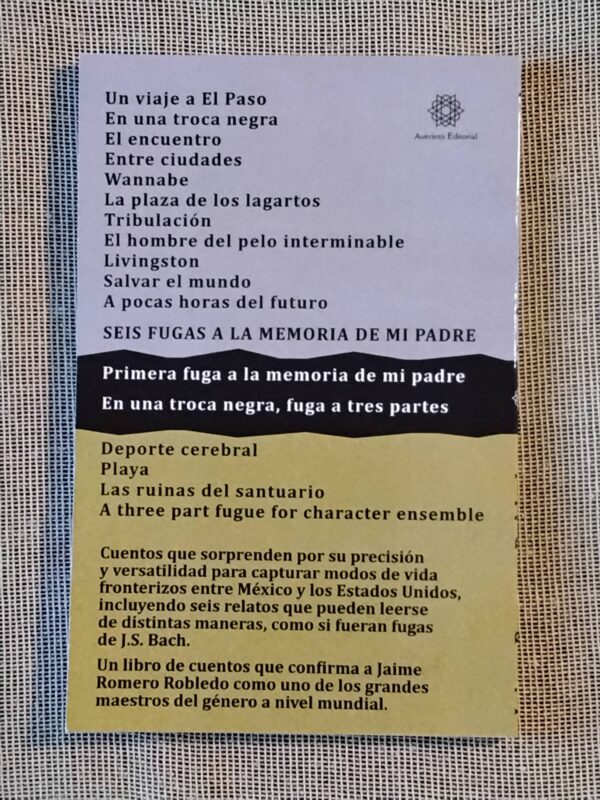 Un viaje a El Paso
En una troca negra
El encuentro
Entre ciudades
Wannabe
La plaza de los lagartos
Tribulación
El hombre del pelo interminable
Livingston
Salvar el mundo
A pocas horas del futuro
Averinto Editorial
SEIS FUGAS A LA MEMORIA DE MI PADRE
Primera fuga a la memoria de mi padre
En una troca negra, fuga a tres partes
Deporte cerebral
Playa
Las ruinas del santuario
A three part fugue for character ensemble
Cuentos que sorprenden por su precisión
y versatilidad para capturar modos de vida
fronterizos entre México y los Estados Unidos,
incluyendo seis relatos que pueden leerse
de distintas maneras, como si fueran fugas
de J.S. Bach.
Un libro de cuentos que confirma a Jaime
Romero Robledo como uno de los grandes
maestros del género a nivel mundial.